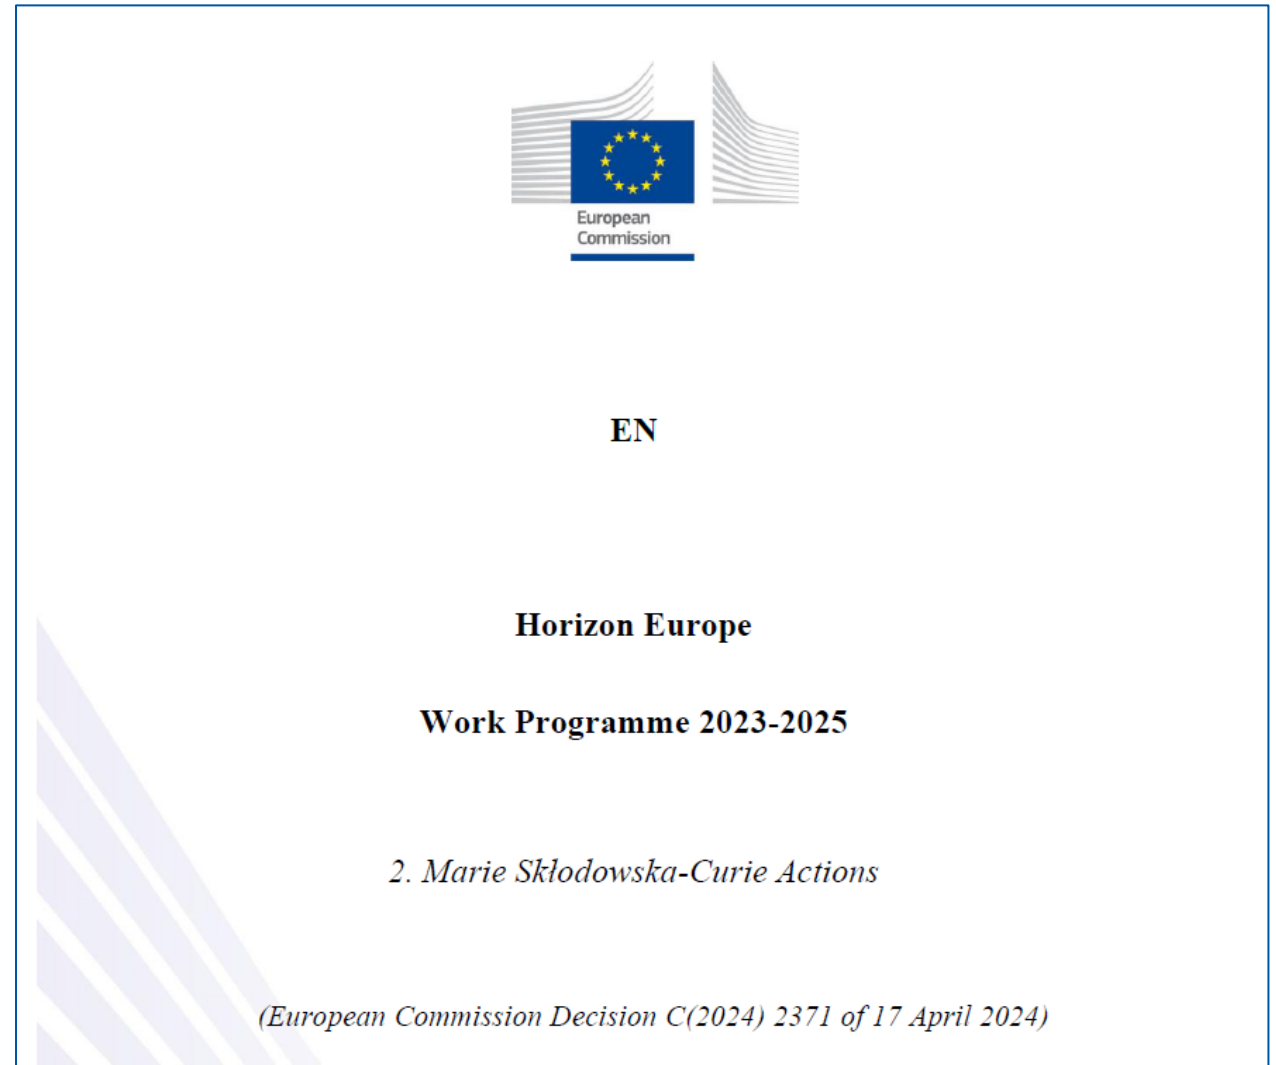 European
Commission
EN
Horizon Europe
Work Programme 2023-2025
2. Marie Skłodowska-Curie Actions
(European Commission Decision C(2024) 2371 of 17 April 2024)